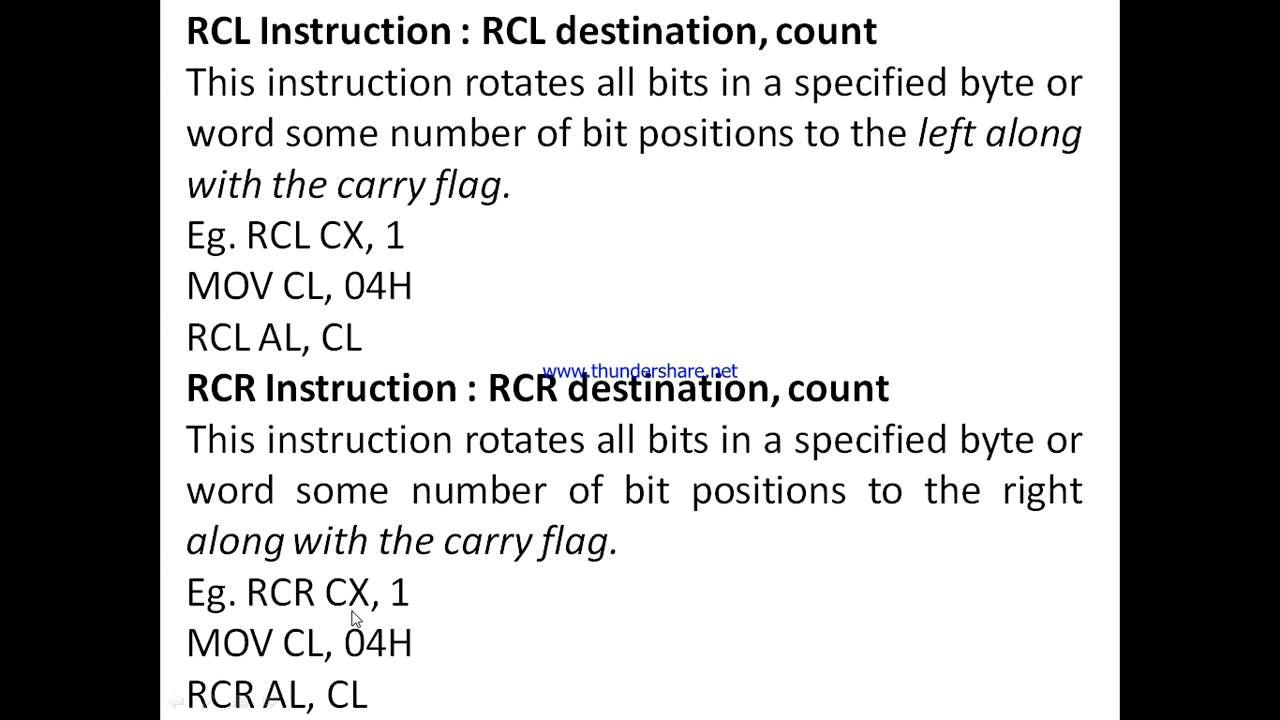 RCL Instruction : RCL destination, count
This instruction rotates all bits in a specified byte or
word some number of bit positions to the left along
with the carry flag.
Eg. RCL CX, 1
MOV CL, 04H
RCL AL, CL
www.thundershare.net
RCR Instruction : RCR destination, count
This instruction rotates all bits in a specified byte or
word some number of bit positions to the right
along with the carry flag.
Eg. RCR CX, 1
MOV CL, 04H
RCR AL, CL